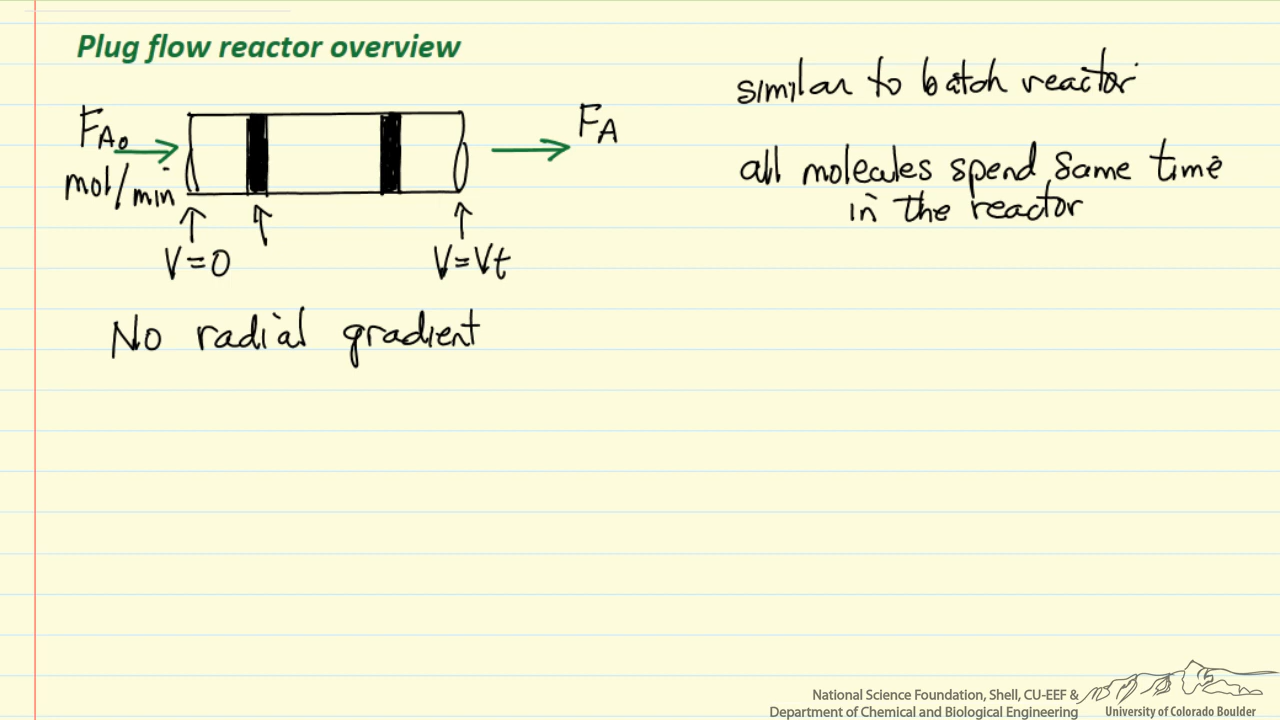 Plug flow reactor overview
FA₀
mol/min
FA
V=0
V=Vt
No radial gradient
similar to batch reactor
all molecules spend same time
in the reactor
National Science Foundation, Shell, CU-EEF &
Department of Chemical and Biological Engineering
University of Colorado Boulder